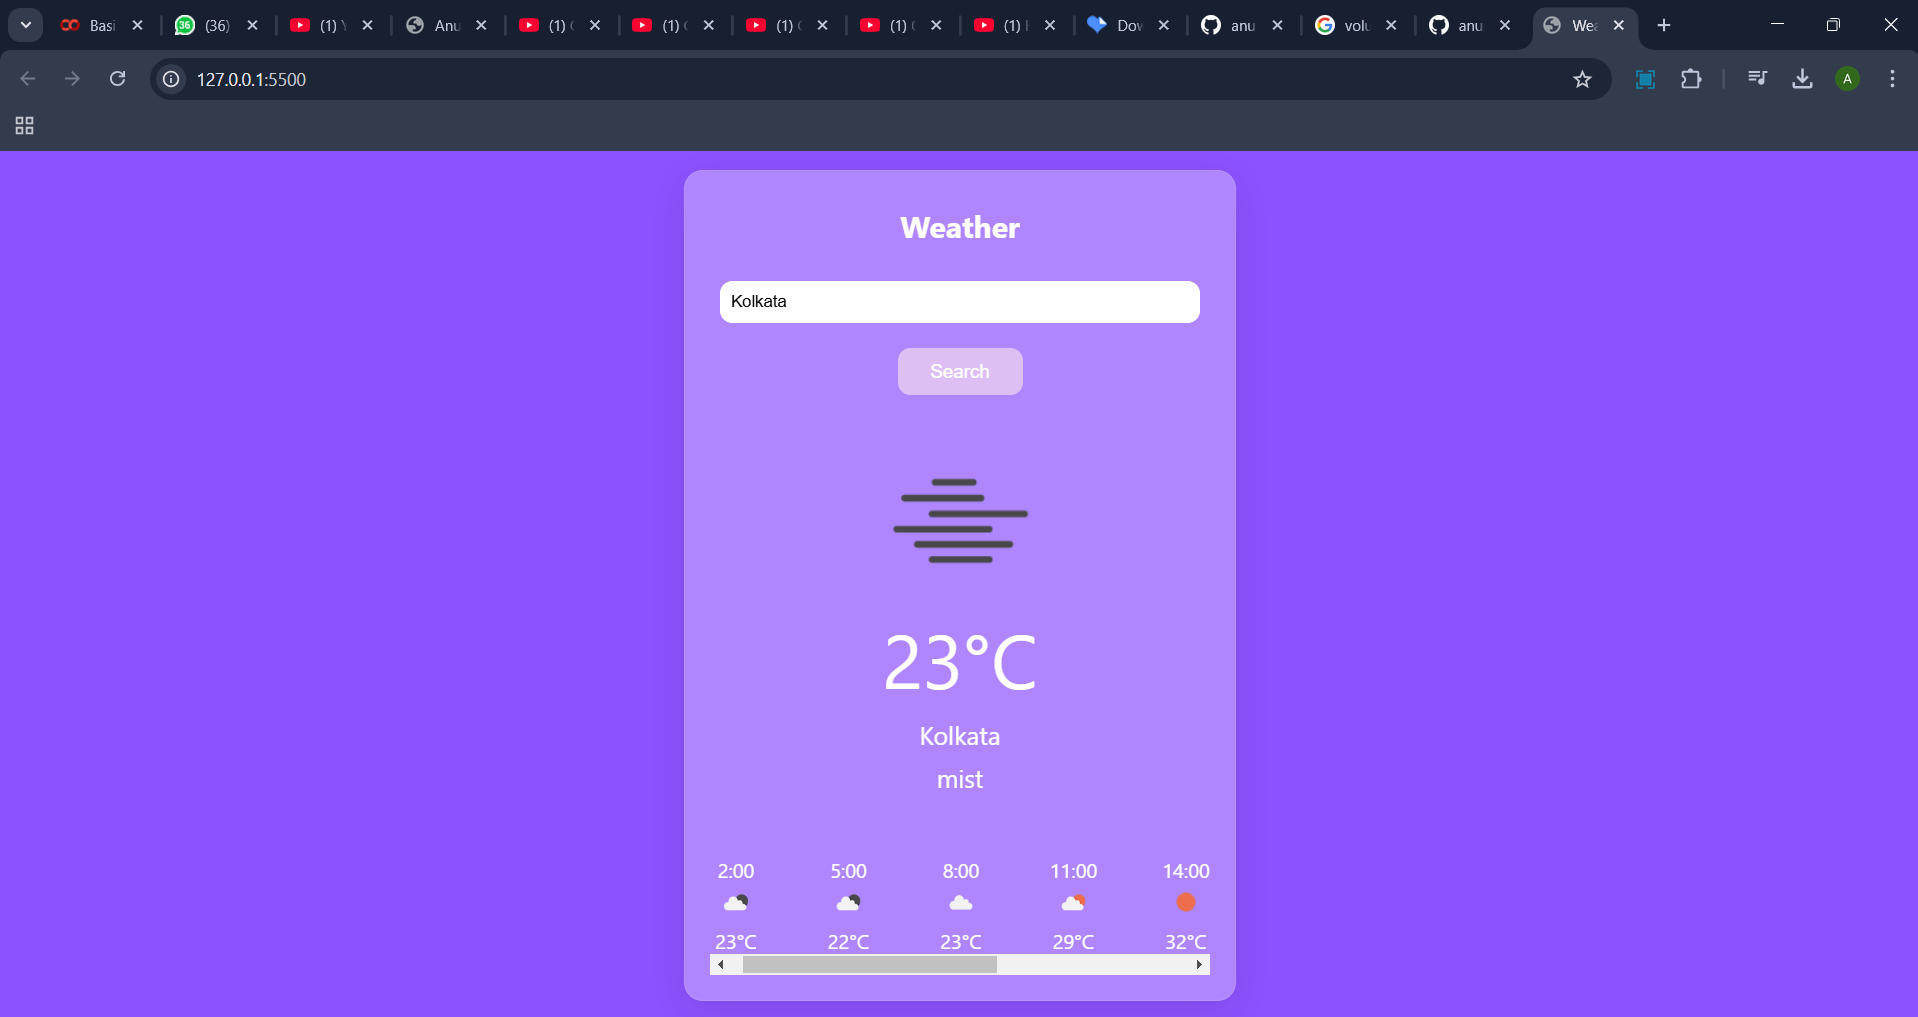 Basi (36) (1) Y Anu (1) (1) (1) (1) (1) Dov anu volu anu Wea
127.0.0.1:5500
A
Weather
Kolkata
Search
23°C
Kolkata
mist
2:00 5:00 8:00 11:00 14:00
23°C 22°C 23°C 29°C 32°C